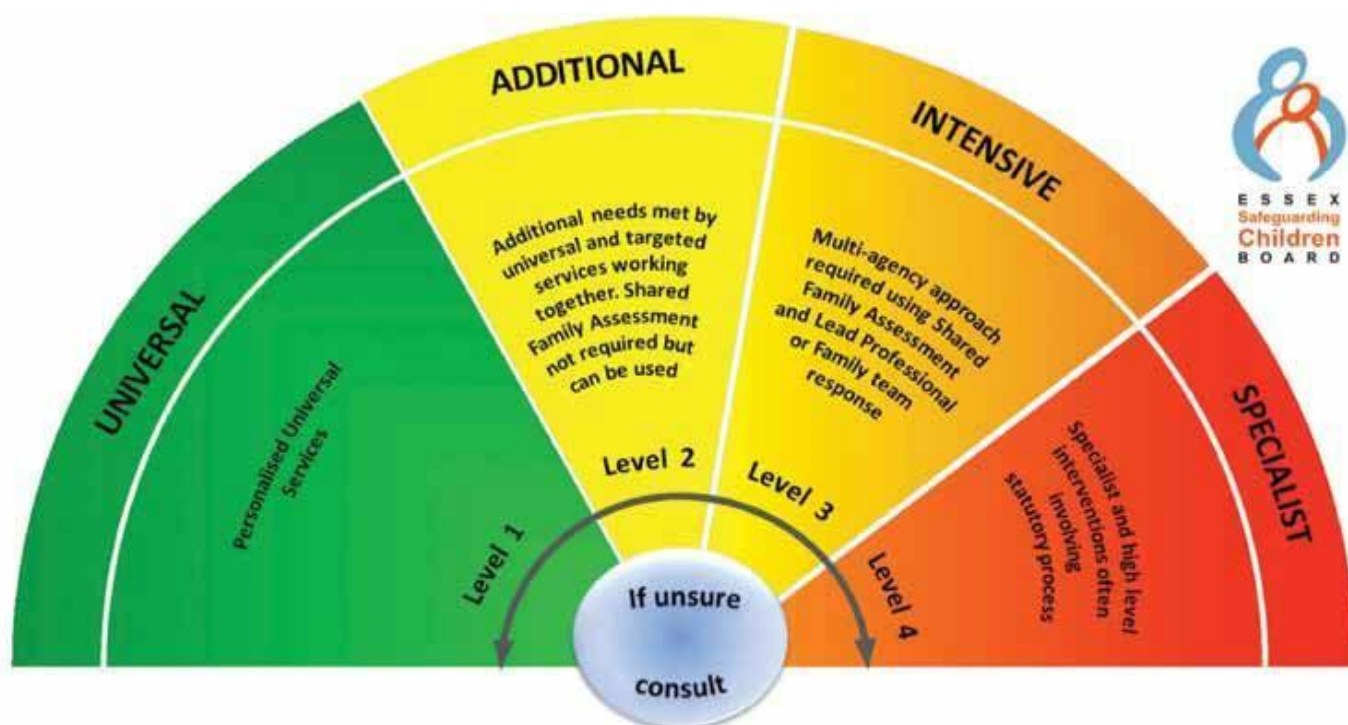 UNIVERSAL
Personalised Universal
Services
Level 1
ADDITIONAL
Additional needs met by
universal and targeted
services working
together. Shared
Family Assessment
not required but
can be used
Level 2
INTENSIVE
Multi-agency approach
required using Shared
Family Assessment
and Lead Professional
or Family team
response
Level 3
SPECIALIST
Specialist and high level
interventions often
involving
statutory process
Level 4
If unsure
consult
ESSEX
Safeguarding
Children
BOARD